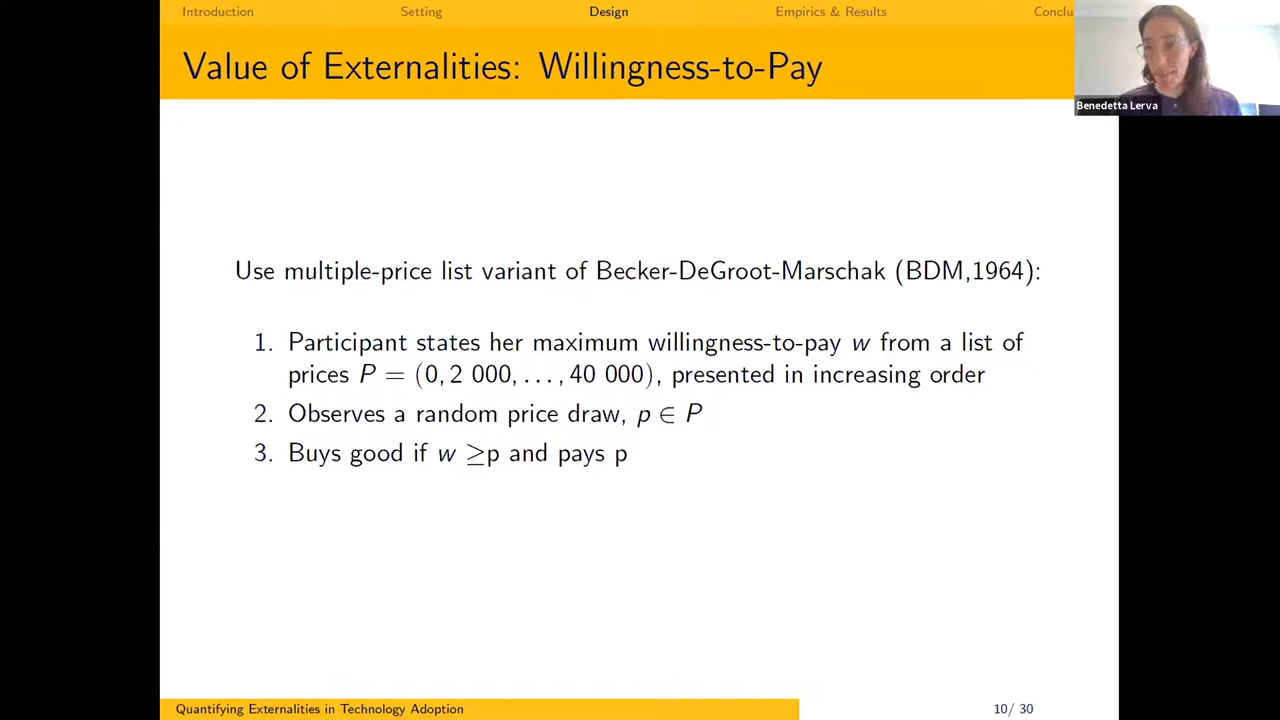 Introduction Setting Design Empirics & Results Conclu
Value of Externalities: Willingness-to-Pay
Benedetta Lerva
Use multiple-price list variant of Becker-DeGroot-Marschak (BDM,1964):
1. Participant states her maximum willingness-to-pay w from a list of
prices P = (0, 2 000, . . . , 40 000), presented in increasing order
2. Observes a random price draw, p ∈ P
3. Buys good if w ≥p and pays p
Quantifying Externalities in Technology Adoption 10/ 30